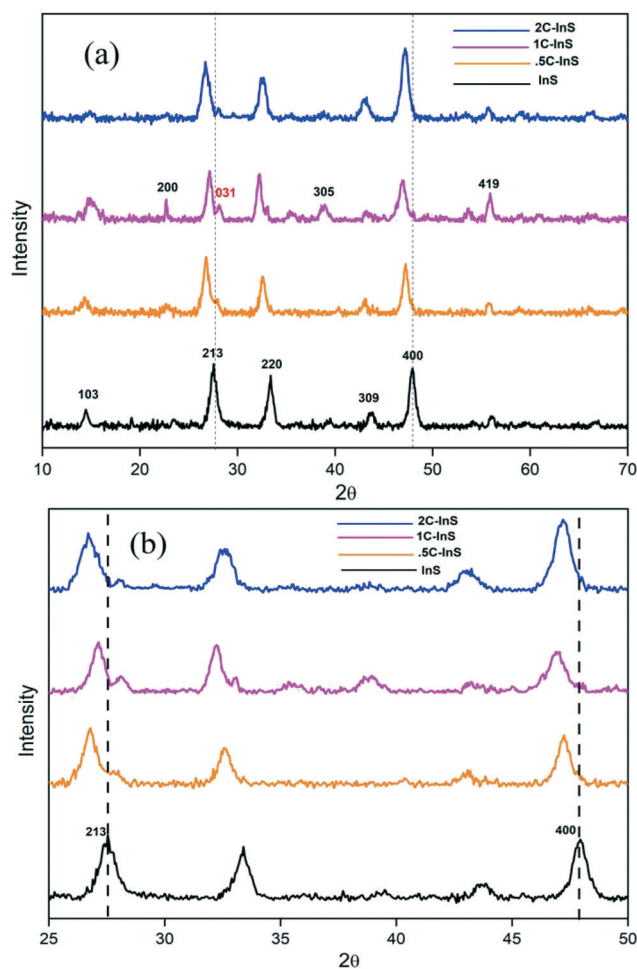 (a)
2C-InS
1C-InS
.5C-InS
InS
200
031
305
419
103
213
220
309
400
Intensity
10 20 30 40 50 60 70
2θ
(b)
2C-InS
1C-InS
.5C-InS
InS
213
400
Intensity
25 30 35 40 45 50
2θ